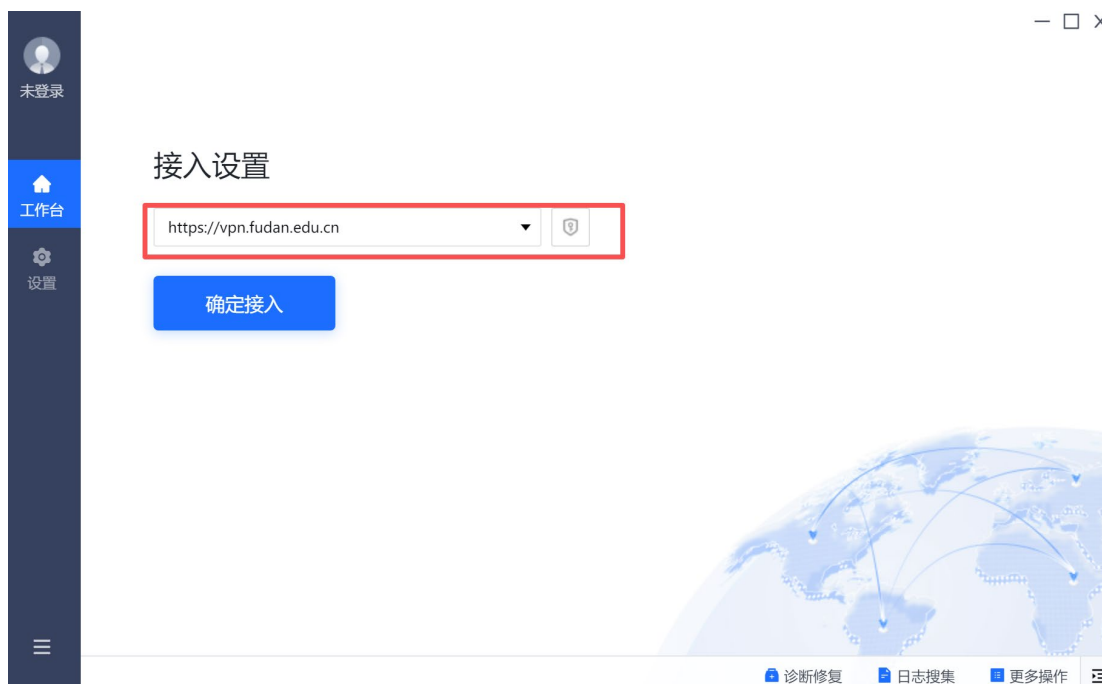 未登录
工作台
设置
接入设置
https://vpn.fudan.edu.cn
确定接入
诊断修复
日志搜集
更多操作